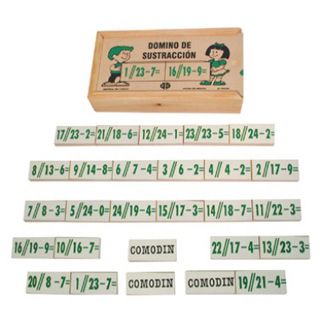 DOMINO DE
SUSTRACCIÓN
1//23-7= 16//19-9=
17//23-2= 21//18-6= 12//24-1= 23//23-5 18//24-2=
8//13-6= 9//14-8= 6//7-4= 3//6-2= 4//4-2= 2//17-9=
7//8-3= 5//24-0= 24//19-4= 15//17-3= 14//18-7= 11//22-3=
16//19-9= 10//16-7= COMODIN 22//17-4= 13//23-3=
20//8-7= 1//23-7= COMODIN COMODIN 19//21-4=